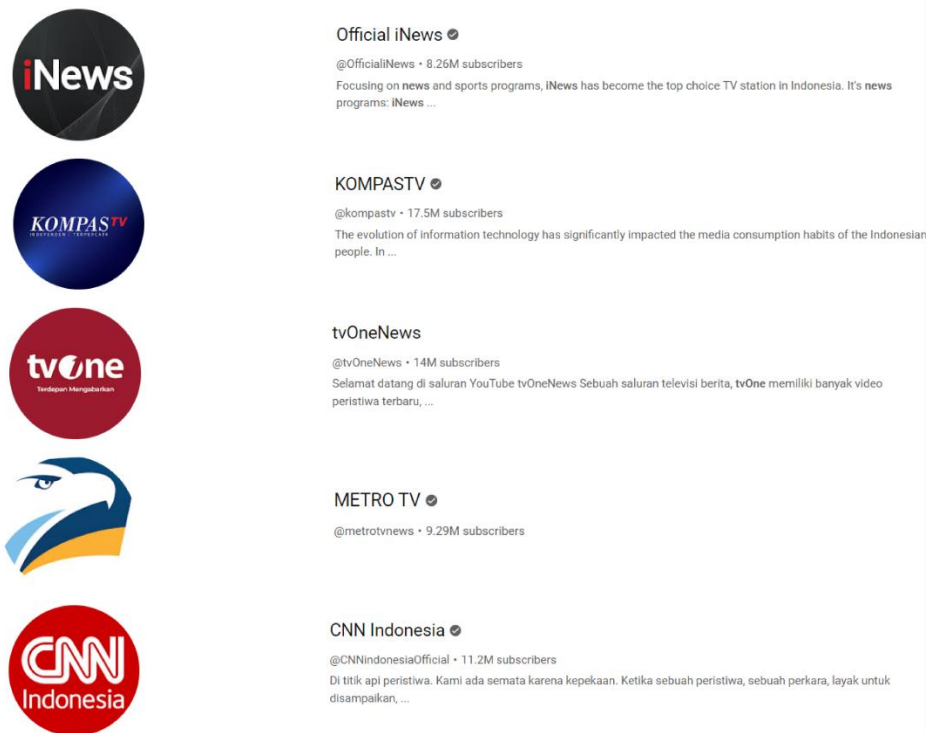 iNews
Official iNews
@OfficialiNews • 8.26M subscribers
Focusing on news and sports programs, iNews has become the top choice TV station in Indonesia. It's news
programs: iNews ...
KOMPASTV
INDEPENDEN - TERPERCAYA
KOMPASTV
@kompastv • 17.5M subscribers
The evolution of information technology has significantly impacted the media consumption habits of the Indonesian
people. In ...
tvOne
Terdepan Mengabarkan
tvOneNews
@tvOneNews • 14M subscribers
Selamat datang di saluran YouTube tvOneNews Sebuah saluran televisi berita, tvOne memiliki banyak video
peristiwa terbaru, ...
METRO TV
@metrotvnews • 9.29M subscribers
CNN
Indonesia
CNN Indonesia
@CNNindonesiaOfficial • 11.2M subscribers
Di titik api peristiwa. Kami ada semata karena kepekaan. Ketika sebuah peristiwa, sebuah perkara, layak untuk
disampaikan, ...